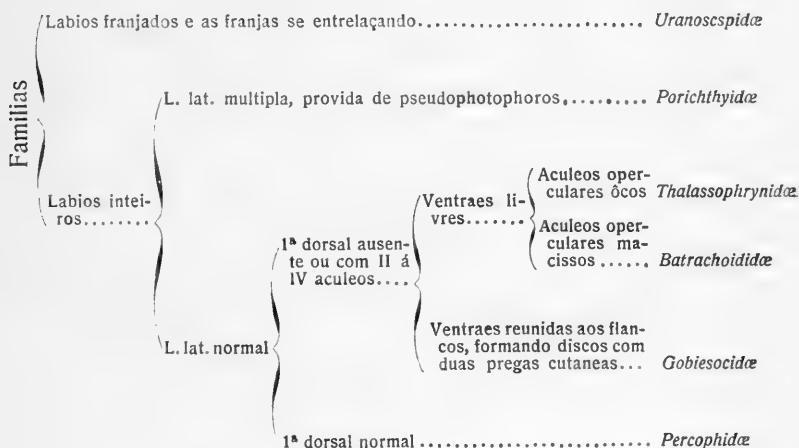 Familias
Labios franjados e as franjas se entrelaçando............................ Uranoscspidæ
L. lat. multipla, provida de pseudophotophoros.......... Porichthyidæ
Labios intei-
ros........
Aculeos oper-
culares ôcos Thalassophrynidæ
Ventraes li-
vres.......
Aculeos oper-
culares ma-
cissos ...... Batrachoididæ
1ª dorsal ausen-
te ou com II á
IV aculeos....
Ventraes reunidas aos flan-
cos, formando discos com
duas pregas cutaneas... Gobiesocidæ
L. lat. normal
1ª dorsal normal ............................. Percophidæ